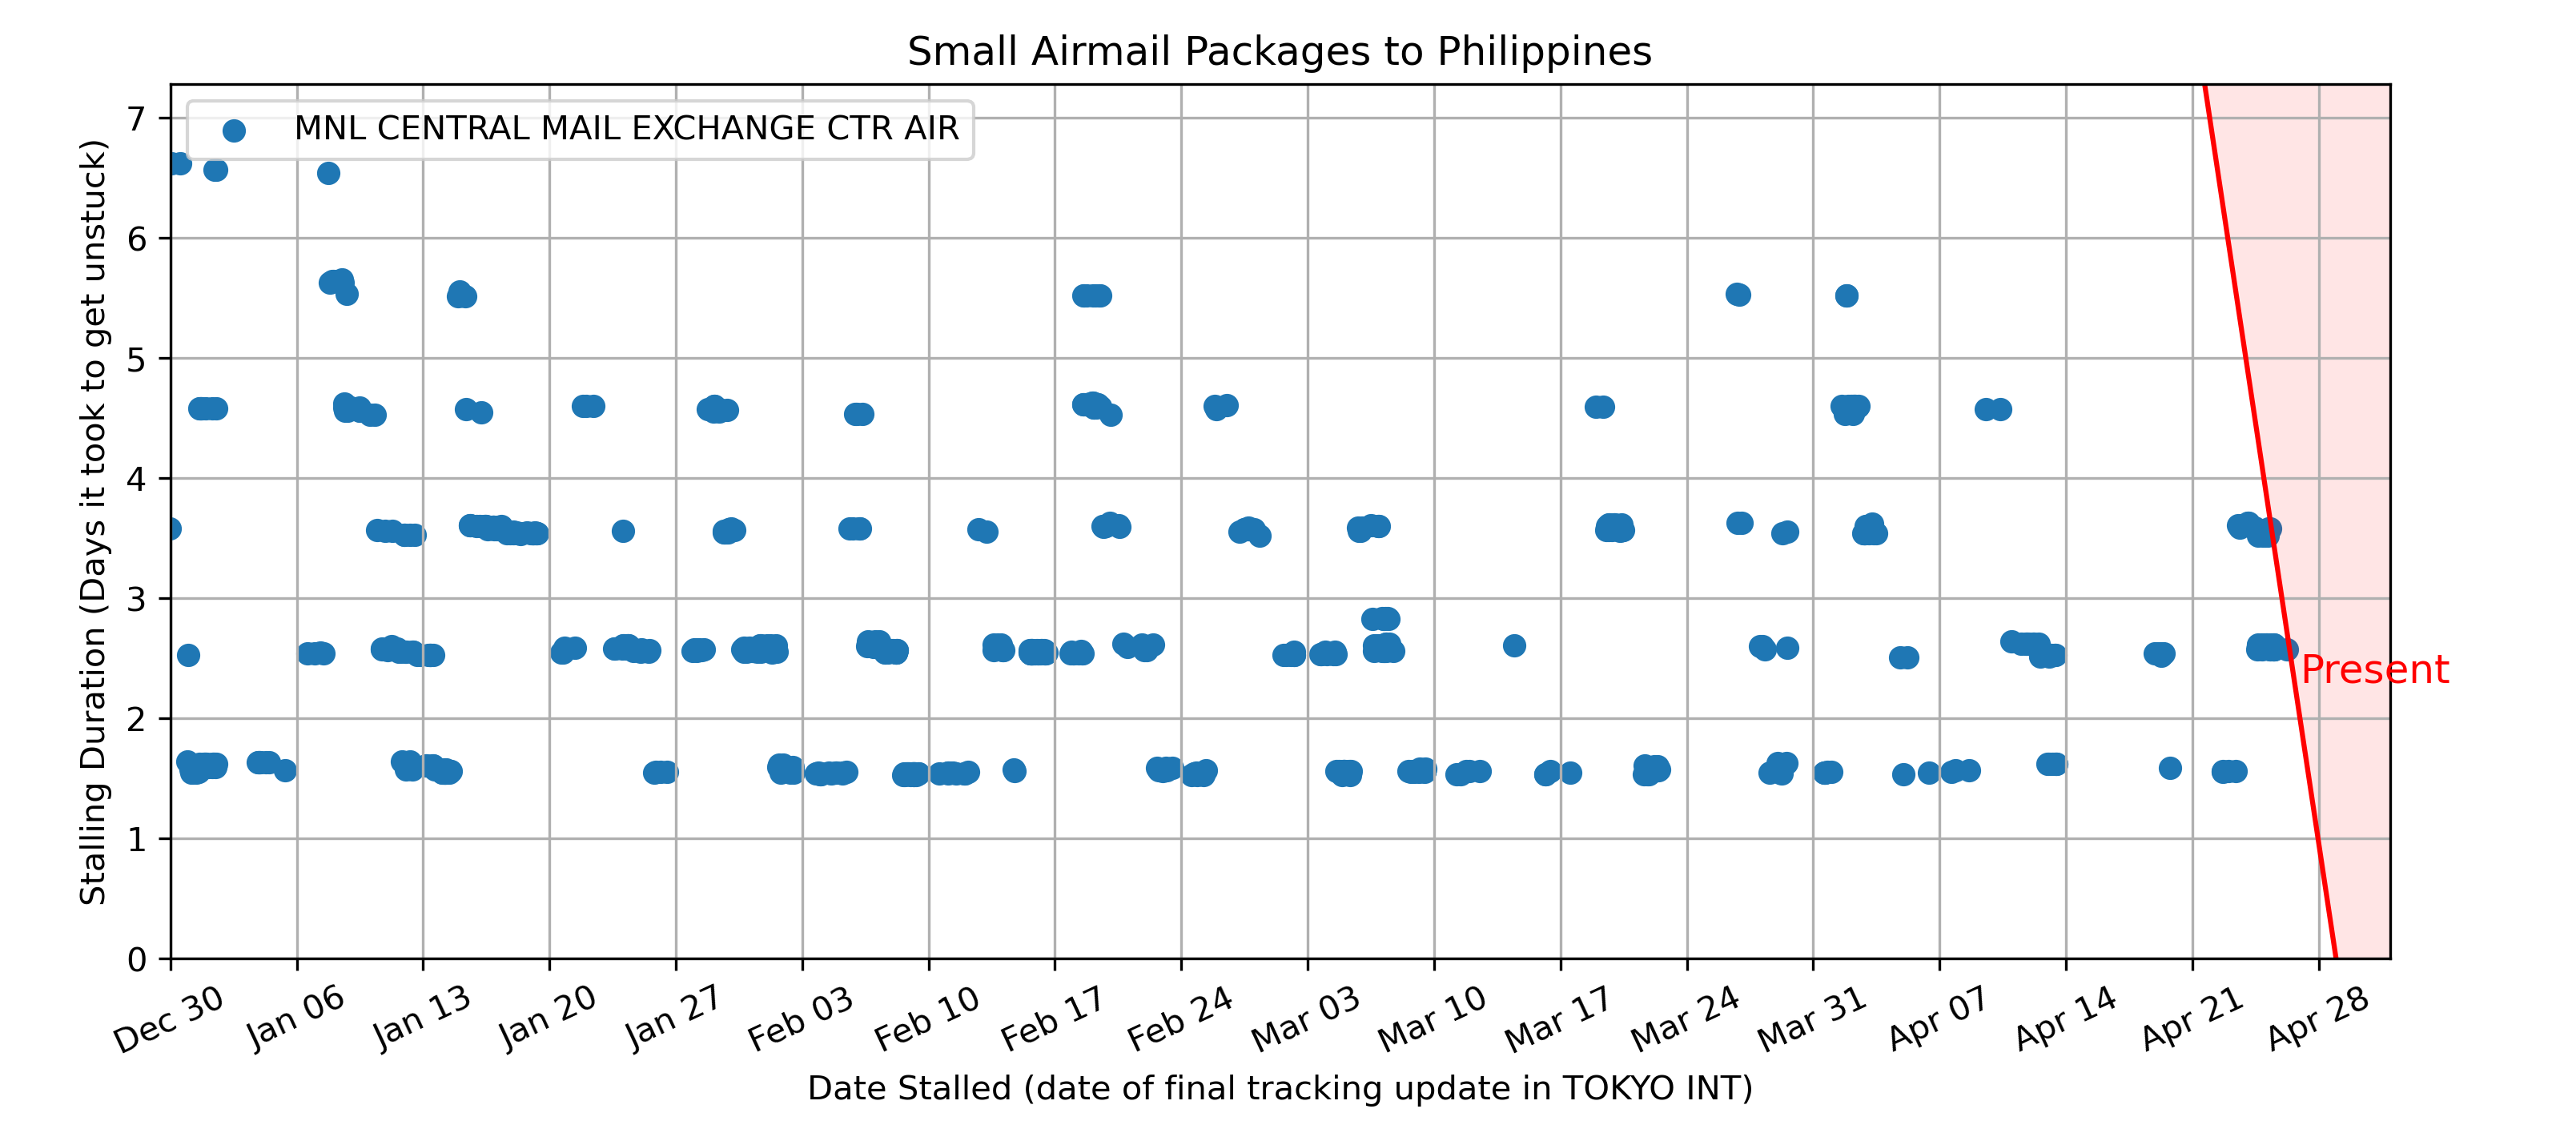 Small Airmail Packages to Philippines
MNL CENTRAL MAIL EXCHANGE CTR AIR
Stalling Duration (Days it took to get unstuck)
7
6
5
4
3
2
1
0
Present
Dec 30
Jan 06
Jan 13
Jan 20
Jan 27
Feb 03
Feb 10
Feb 17
Feb 24
Mar 03
Mar 10
Mar 17
Mar 24
Mar 31
Apr 07
Apr 14
Apr 21
Apr 28
Date Stalled (date of final tracking update in TOKYO INT)